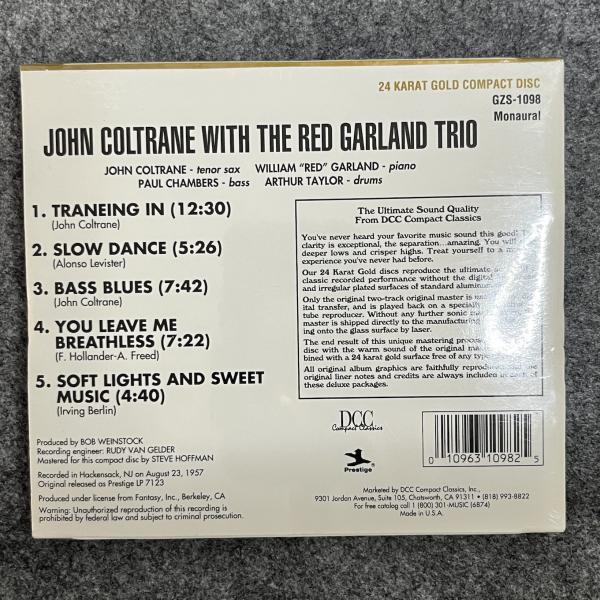 24 KARAT GOLD COMPACT DISC
GZS-1098
Monaural
JOHN COLTRANE WITH THE RED GARLAND TRIO
JOHN COLTRANE - tenor sax WILLIAM "RED" GARLAND - piano
PAUL CHAMBERS - bass ARTHUR TAYLOR - drums
1. TRANEING IN (12:30)
(John Coltrane)
2. SLOW DANCE (5:26)
(Alonso Levister)
3. BASS BLUES (7:42)
(John Coltrane)
4. YOU LEAVE ME
BREATHLESS (7:22)
(F. Hollander-A. Freed)
5. SOFT LIGHTS AND SWEET
MUSIC (4:40)
(Irving Berlin)
The Ultimate Sound Quality
From DCC Compact Classics
You've never heard your favorite music sound this good! The
clarity is exceptional, the separation...amazing. You will
deeper lows and crisper highs. Treat yourself to a
experience you've never had before.
Our 24 Karat Gold discs reproduce the ultimate
classic recorded performance without the digital
and irregular plated surfaces of standard aluminum
Only the original two-track original master is
ital transfer, and is played back on a specially
tube reproducer. Without any further sonic
master is shipped directly to the manufacturing
ing onto the glass surface by laser.
The end result of this unique mastering process
disc with the warm sound of the original
bined with a 24 karat gold surface free of any
All original album graphics are faithfully reproduced and
original liner notes and credits are always included in
these deluxe packages.
Produced by BOB WEINSTOCK
Recording engineer: RUDY VAN GELDER
Mastered for this compact disc by STEVE HOFFMAN
Recorded in Hackensack, NJ on August 23, 1957
Original released as Prestige LP 7123
Produced under license from Fantasy, Inc., Berkeley, CA
Warning: Unauthorized reproduction of this recording is
prohibited by federal law and subject to criminal prosecution.
DCC
Compact Classics
Prestige
0 10963 10982 5
Marketed by DCC Compact Classics, Inc.,
9301 Jordan Avenue, Suite 105, Chatsworth, CA 91311 • (818) 993-8822
For free catalog call 1 (800) 301-MUSIC (6874)
Made in U.S.A.